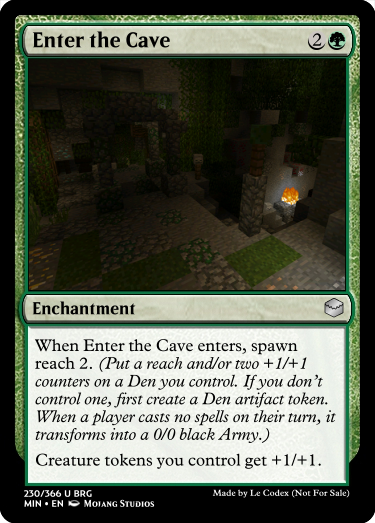 Enter the Cave
2
Enchantment
When Enter the Cave enters, spawn
reach 2. (Put a reach and/or two +1/+1
counters on a Den you control. If you don't
control one, first create a Den artifact token.
When a player casts no spells on their turn, it
transforms into a 0/0 black Army.)
Creature tokens you control get +1/+1.
230/366 U BRG
MIN • EN Mojang Studios
Made by Le Codex (Not For Sale)